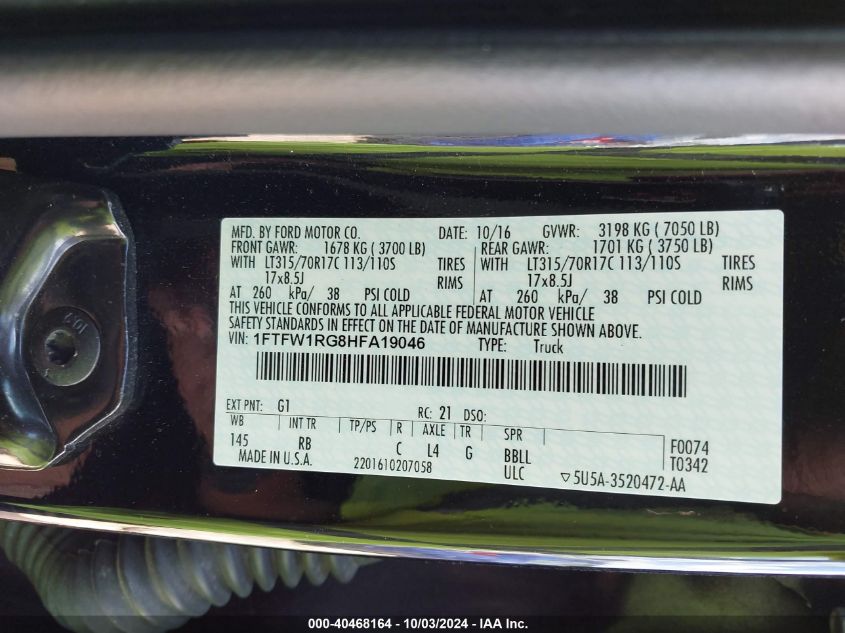 MFD. BY FORD MOTOR CO. DATE: 10/16 GVWR: 3198 KG ( 7050 LB)
FRONT GAWR: 1678 KG ( 3700 LB) REAR GAWR: 1701 KG ( 3750 LB)
WITH LT315/70R17C 113/110S TIRES WITH LT315/70R17C 113/110S TIRES
17x8.5J RIMS 17x8.5J RIMS
AT 260 kPa/ 38 PSI COLD AT 260 kPa/ 38 PSI COLD
THIS VEHICLE CONFORMS TO ALL APPLICABLE FEDERAL MOTOR VEHICLE
SAFETY STANDARDS IN EFFECT ON THE DATE OF MANUFACTURE SHOWN ABOVE.
VIN: 1FTFW1RG8HFA19046 TYPE: Truck
EXT PNT: G1 RC: 21 DSO:
WB INT TR TP/PS R AXLE TR SPR
145 RB C L4 G BBLL F0074
ULC T0342
MADE IN U.S.A. 2201610207058 ▽5U5A-3520472-AA
000-40468164 - 10/03/2024 - IAA Inc.